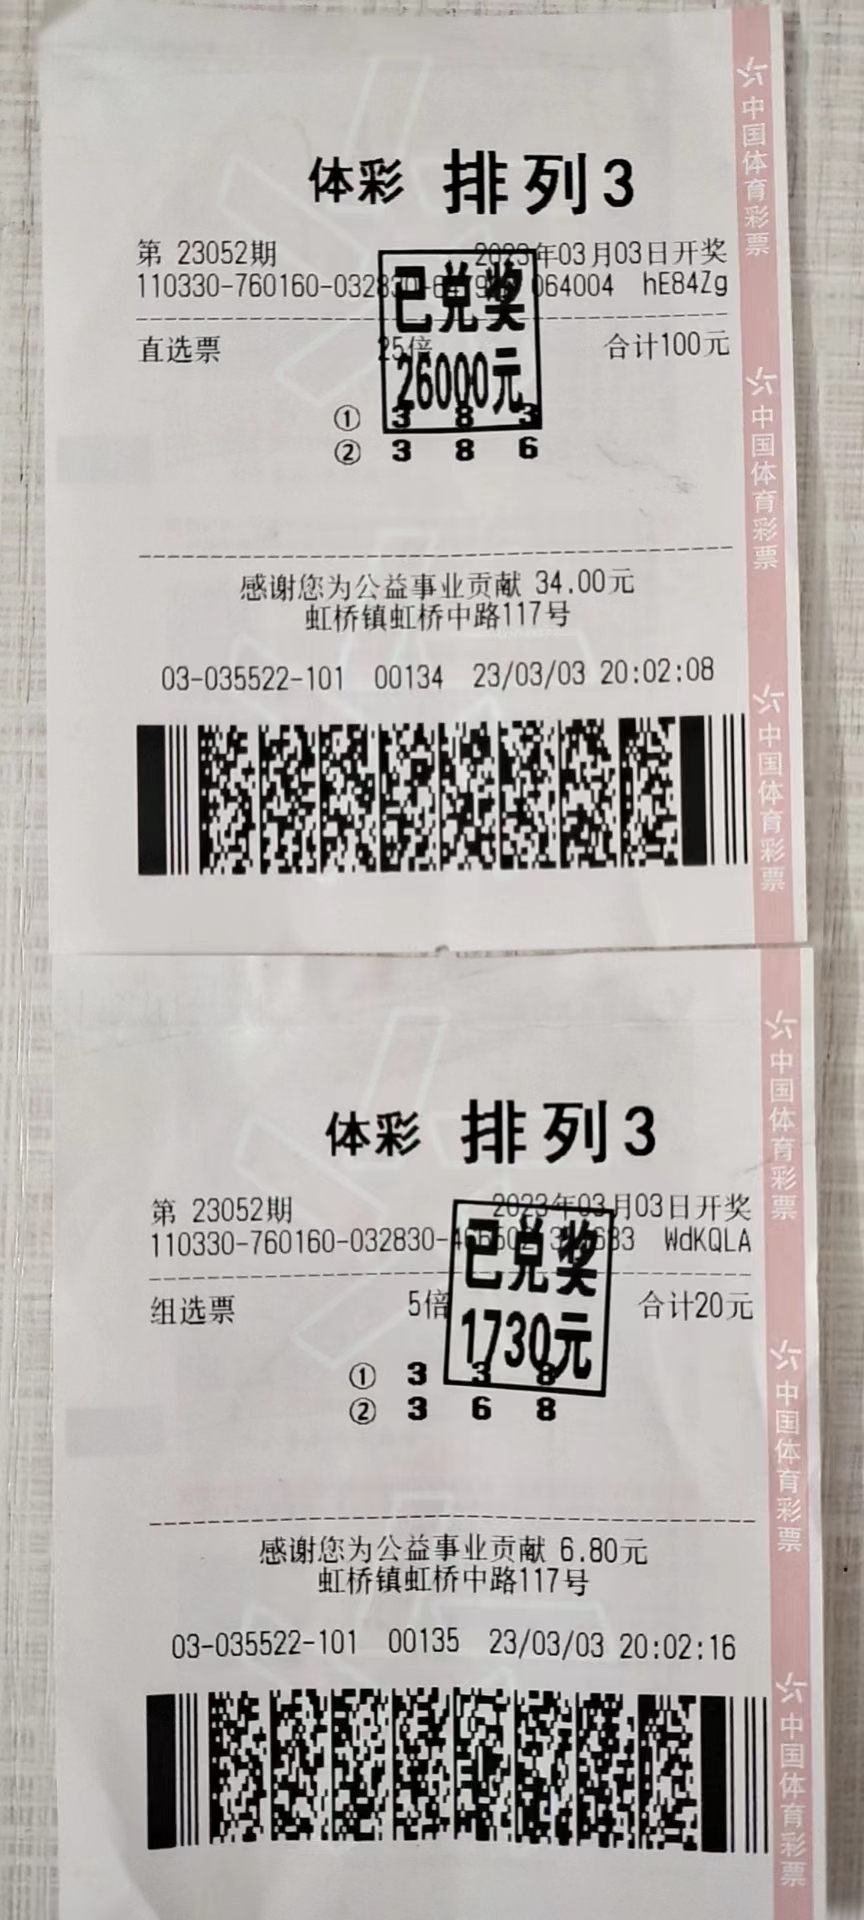 体彩 排列3
第 23052期 2023年03月03日开奖
110330-760160-032830- 064004 hE84Zg
已兑奖
直选票 25倍 合计100元
26000元
① 3 8 3
② 3 8 6
感谢您为公益事业贡献 34.00元
虹桥镇虹桥中路117号
03-035522-101 00134 23/03/03 20:02:08
中国体育彩票
中国体育彩票
中国体育彩票
体彩 排列3
第 23052期 2023年03月03日开奖
110330-760160-032830- WdKQLA
已兑奖
组选票 5倍 合计20元
1730元
① 3 3 8
② 3 6 8
感谢您为公益事业贡献 6.80元
虹桥镇虹桥中路117号
03-035522-101 00135 23/03/03 20:02:16
中国体育彩票
中国体育彩票
中国体育彩票